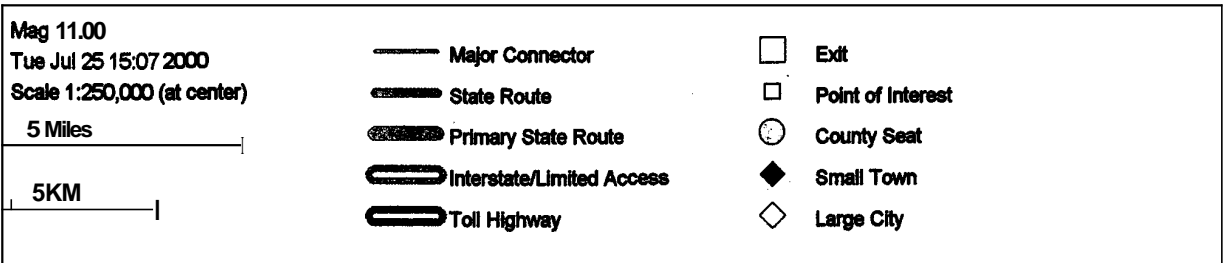 Mag 11.00
Tue Jul 25 15:07 2000
Scale 1:250,000 (at center)
5 Miles
5KM
Major Connector
State Route
Primary State Route
Interstate/Limited Access
Toll Highway
Exit
Point of Interest
County Seat
Small Town
Large City